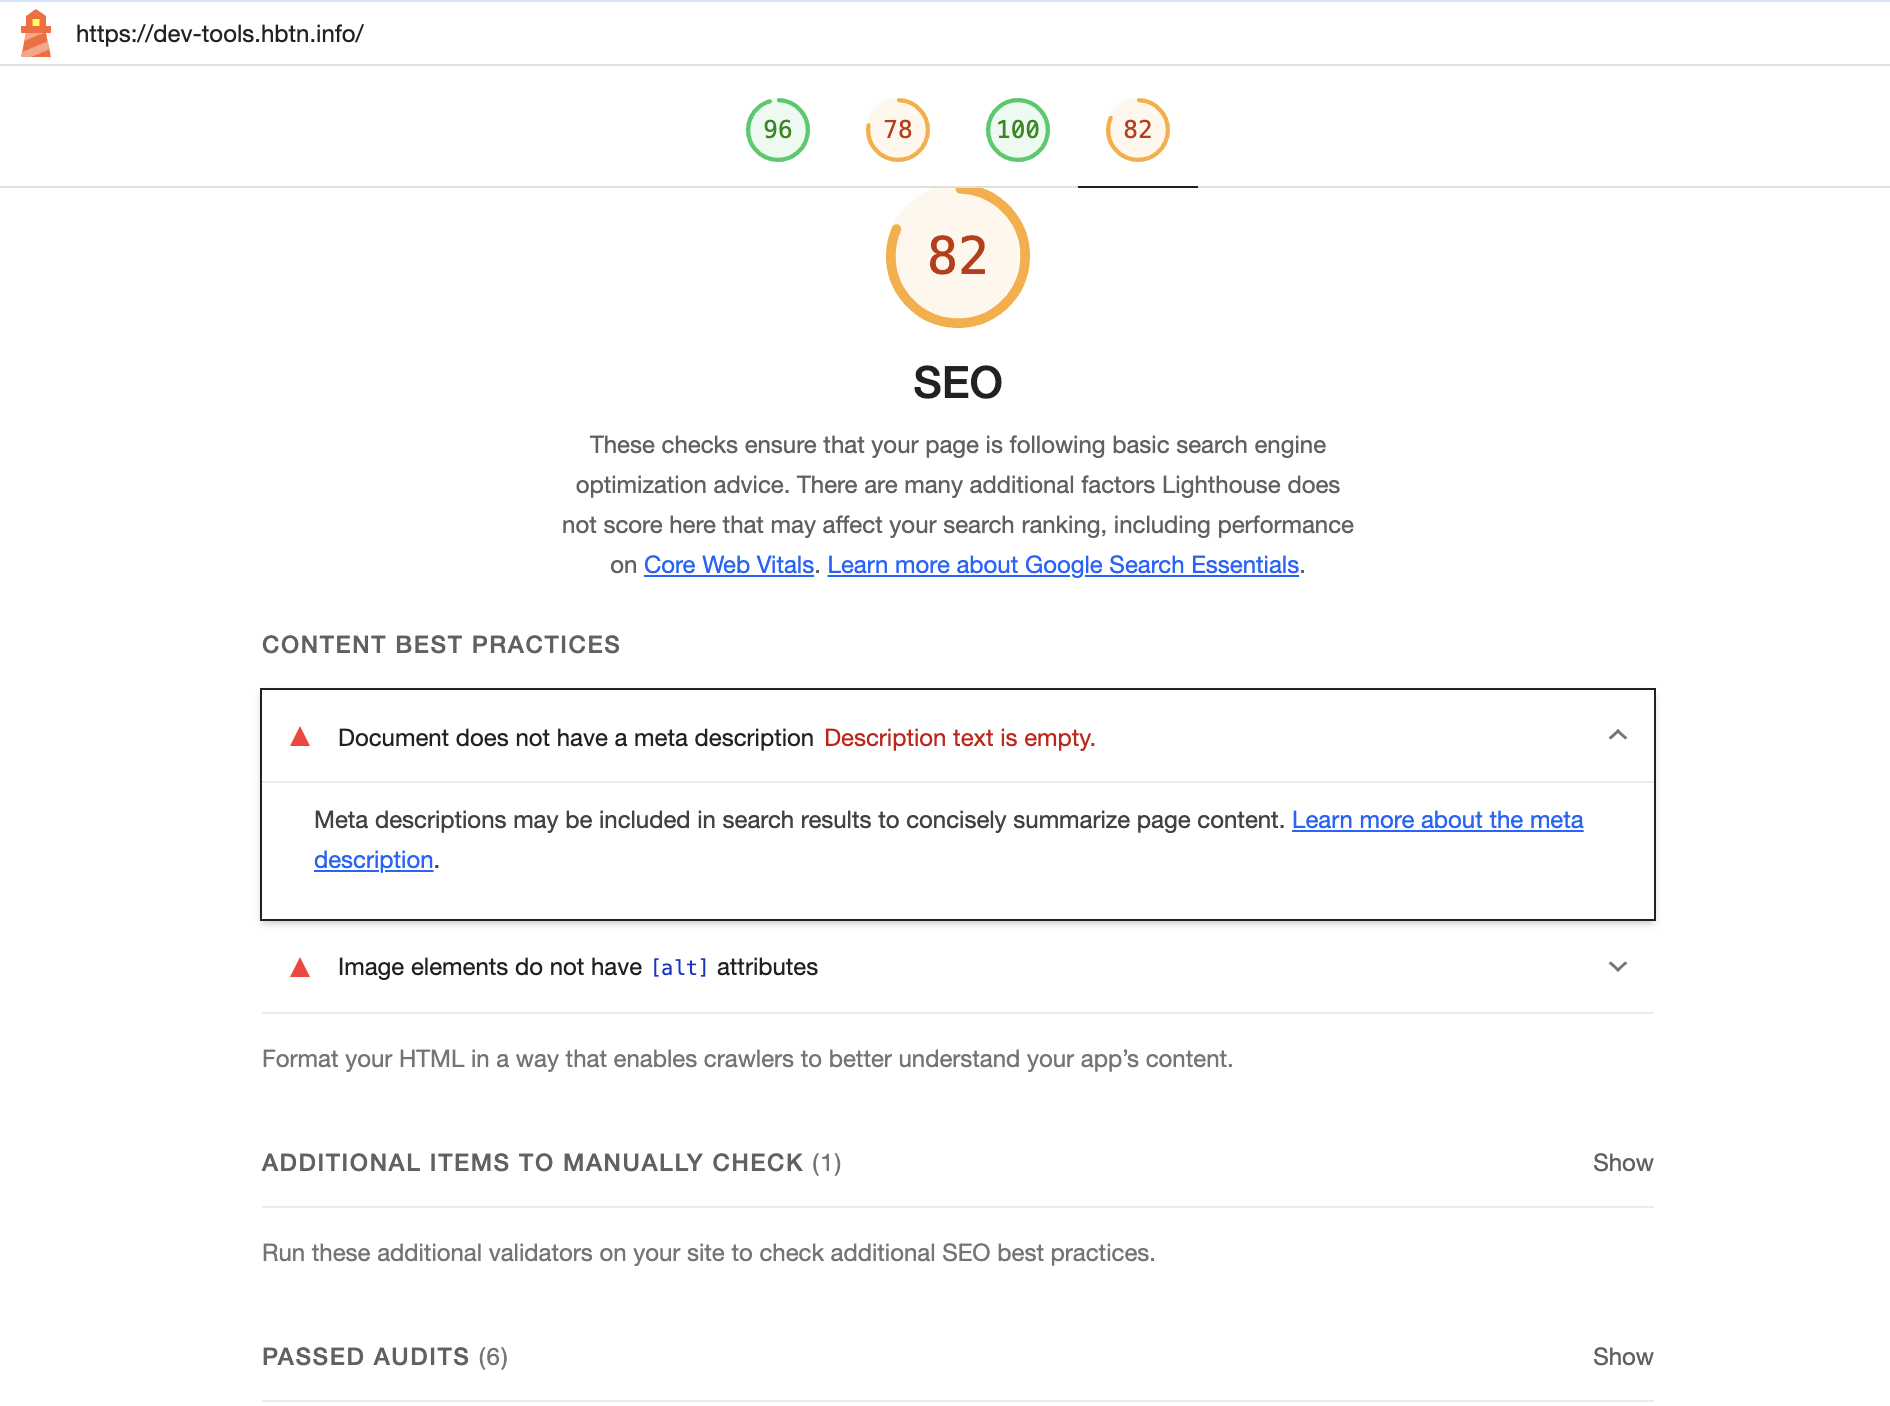 https://dev-tools.hbtn.info/
96 78 100 82
82
SEO
These checks ensure that your page is following basic search engine
optimization advice. There are many additional factors Lighthouse does
not score here that may affect your search ranking, including performance
on Core Web Vitals. Learn more about Google Search Essentials.
CONTENT BEST PRACTICES
Document does not have a meta description Description text is empty.
Meta descriptions may be included in search results to concisely summarize page content. Learn more about the meta
description.
Image elements do not have [alt] attributes
Format your HTML in a way that enables crawlers to better understand your app’s content.
ADDITIONAL ITEMS TO MANUALLY CHECK (1) Show
Run these additional validators on your site to check additional SEO best practices.
PASSED AUDITS (6) Show